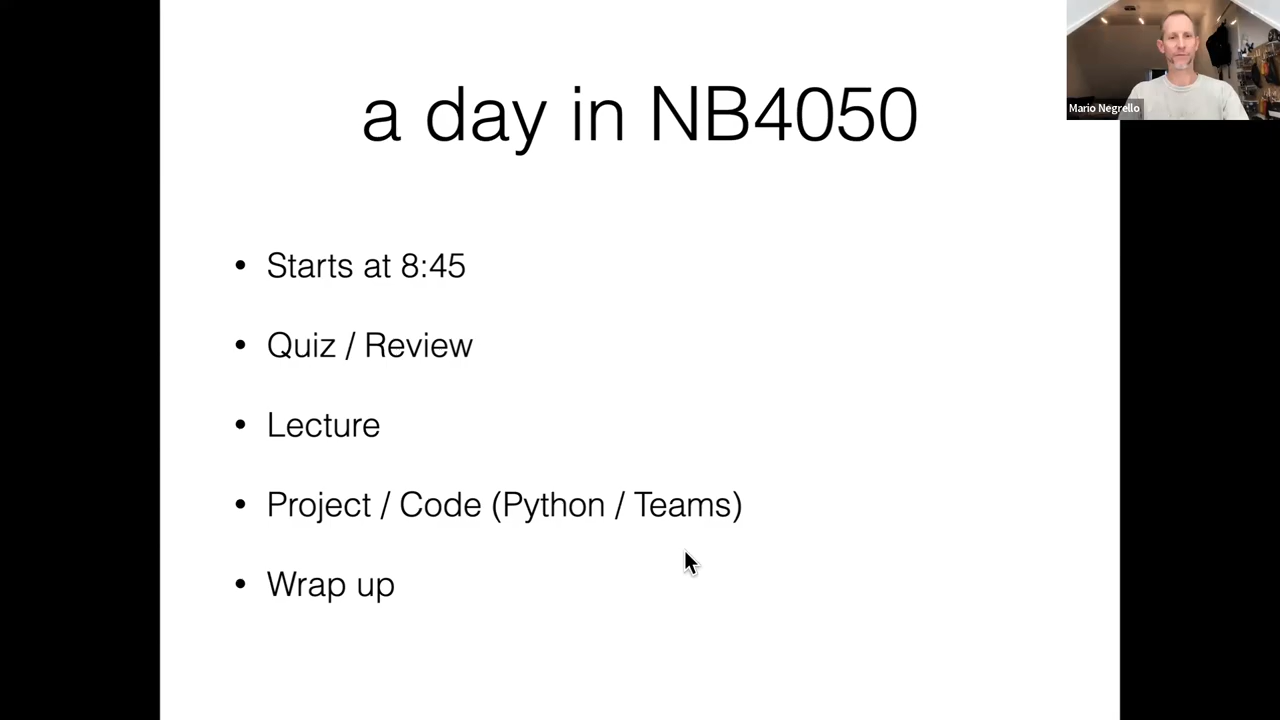 a day in NB4050
Mario Negrello
• Starts at 8:45
• Quiz / Review
• Lecture
• Project / Code (Python / Teams)
• Wrap up